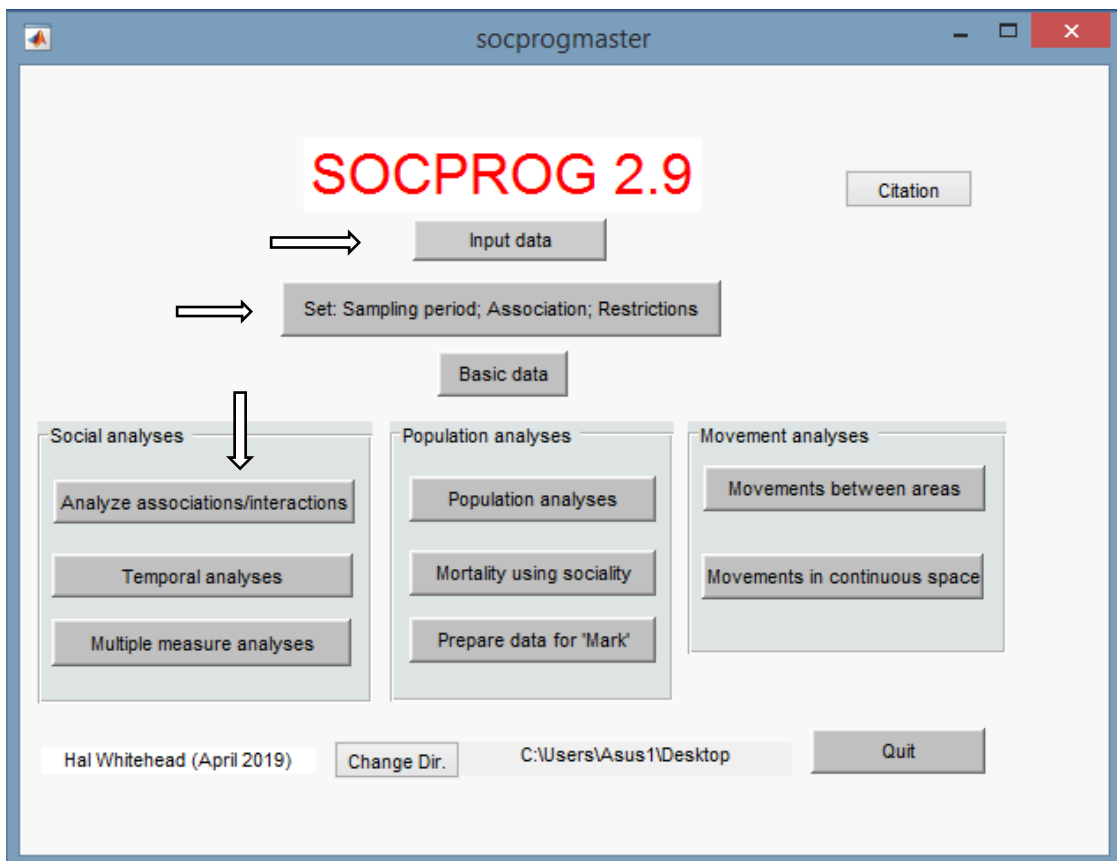 socprogmaster
SOCPROG 2.9
Citation
Input data
Set: Sampling period; Association; Restrictions
Basic data
Social analyses
Analyze associations/interactions
Temporal analyses
Multiple measure analyses
Population analyses
Population analyses
Mortality using sociality
Prepare data for 'Mark'
Movement analyses
Movements between areas
Movements in continuous space
Hal Whitehead (April 2019)
Change Dir.
C:\Users\Asus1\Desktop
Quit